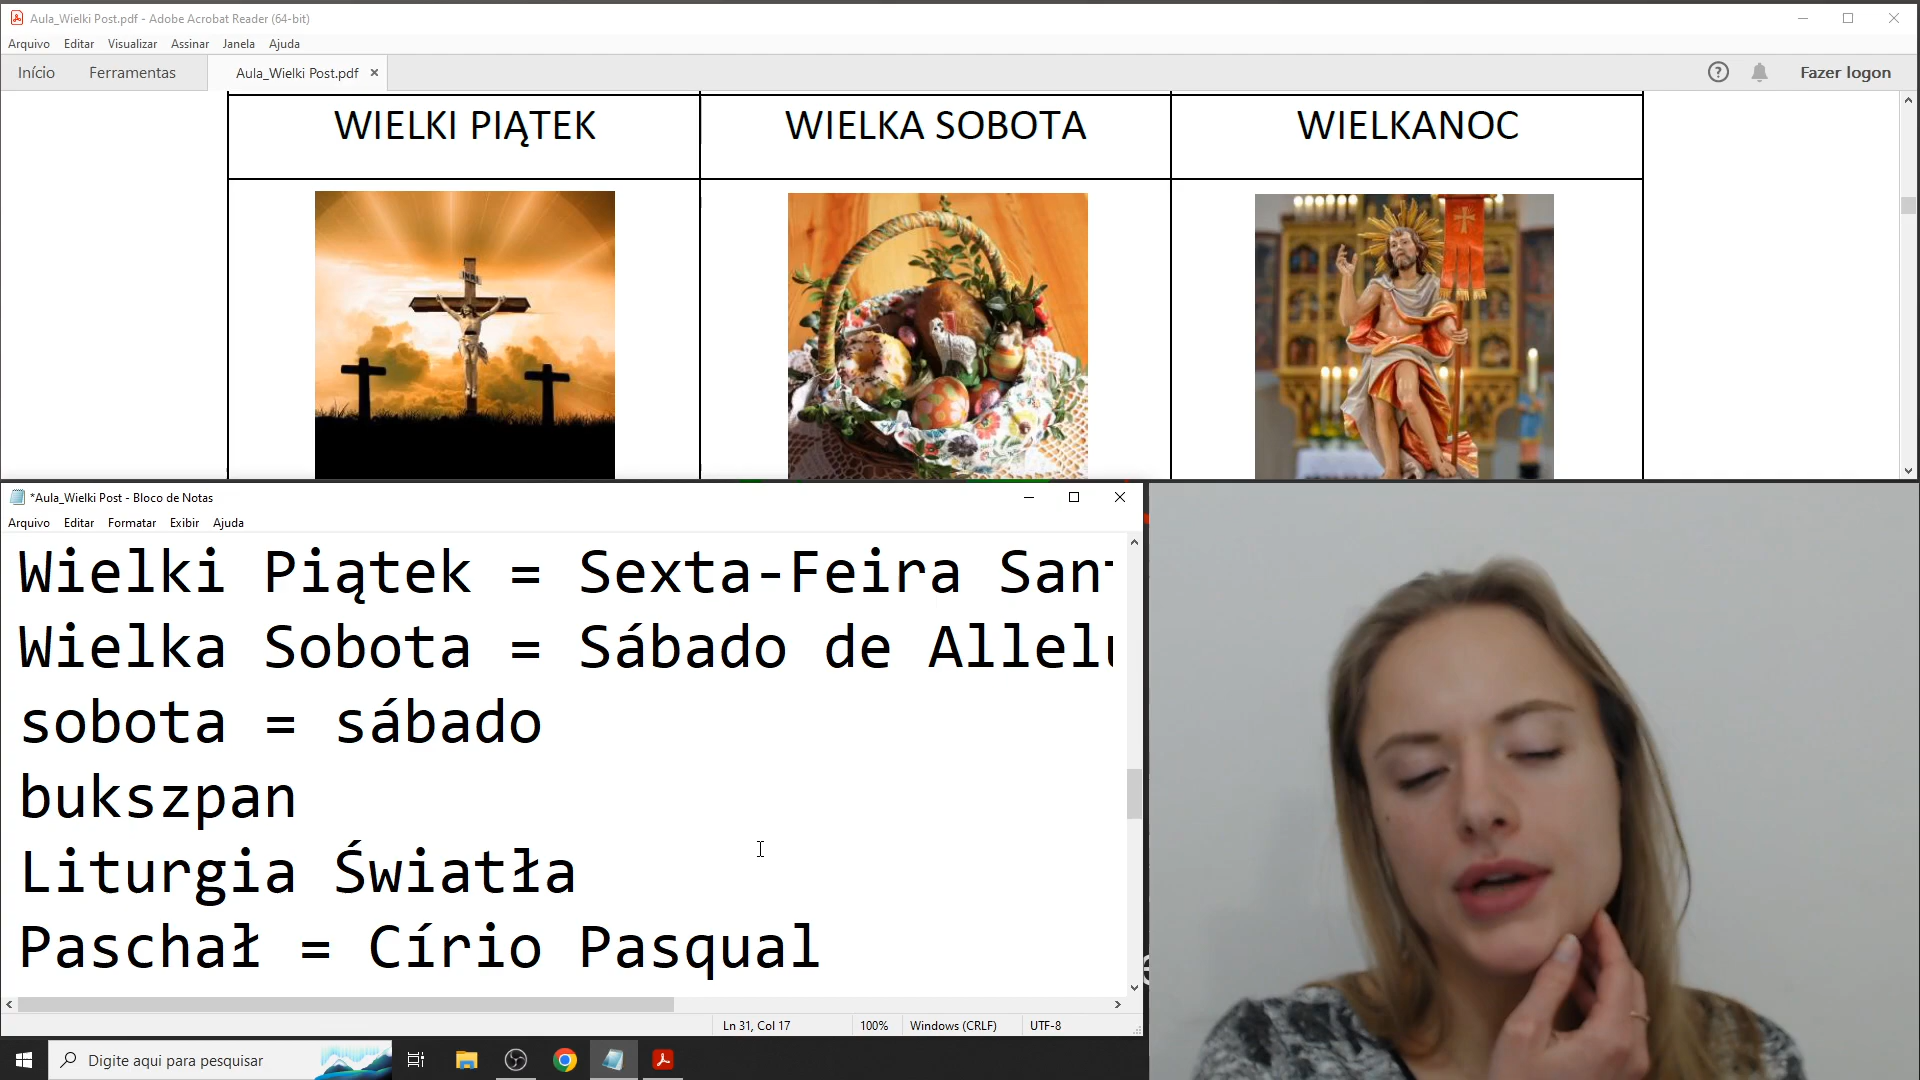 Aula_Wielki Post.pdf - Adobe Acrobat Reader (64-bit)
Arquivo Editar Visualizar Assinar Janela Ajuda
Início Ferramentas Aula_Wielki Post.pdf Fazer logon
WIELKI PIĄTEK WIELKA SOBOTA WIELKANOC
*Aula_Wielki Post - Bloco de Notas
Arquivo Editar Formatar Exibir Ajuda
Wielki Piątek = Sexta-Feira San
Wielka Sobota = Sábado de Allel
sobota = sábado
bukszpan
Liturgia Światła
Paschał = Círio Pasqual
Ln 31, Col 17 100% Windows (CRLF) UTF-8
Digite aqui para pesquisar